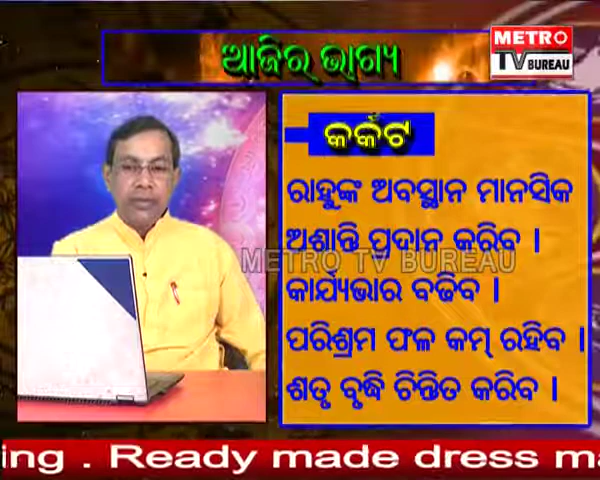 ଆଜିର ଭାଗ୍ୟ
METRO
TV BUREAU
କର୍କଟ
ରାହୁଙ୍କ ଅବସ୍ଥାନ ମାନସିକ
ଅଶାନ୍ତି ପ୍ରଦାନ କରିବ ।
METRO TV BUREAU
କାର୍ଯ୍ୟଭାର ବଢିବ ।
ପରିଶ୍ରମ ଫଳ କମ୍ ରହିବ ।
ଶତୃ ବୃଦ୍ଧି ଚିନ୍ତିତ କରିବ ।
ing . Ready made dress ma